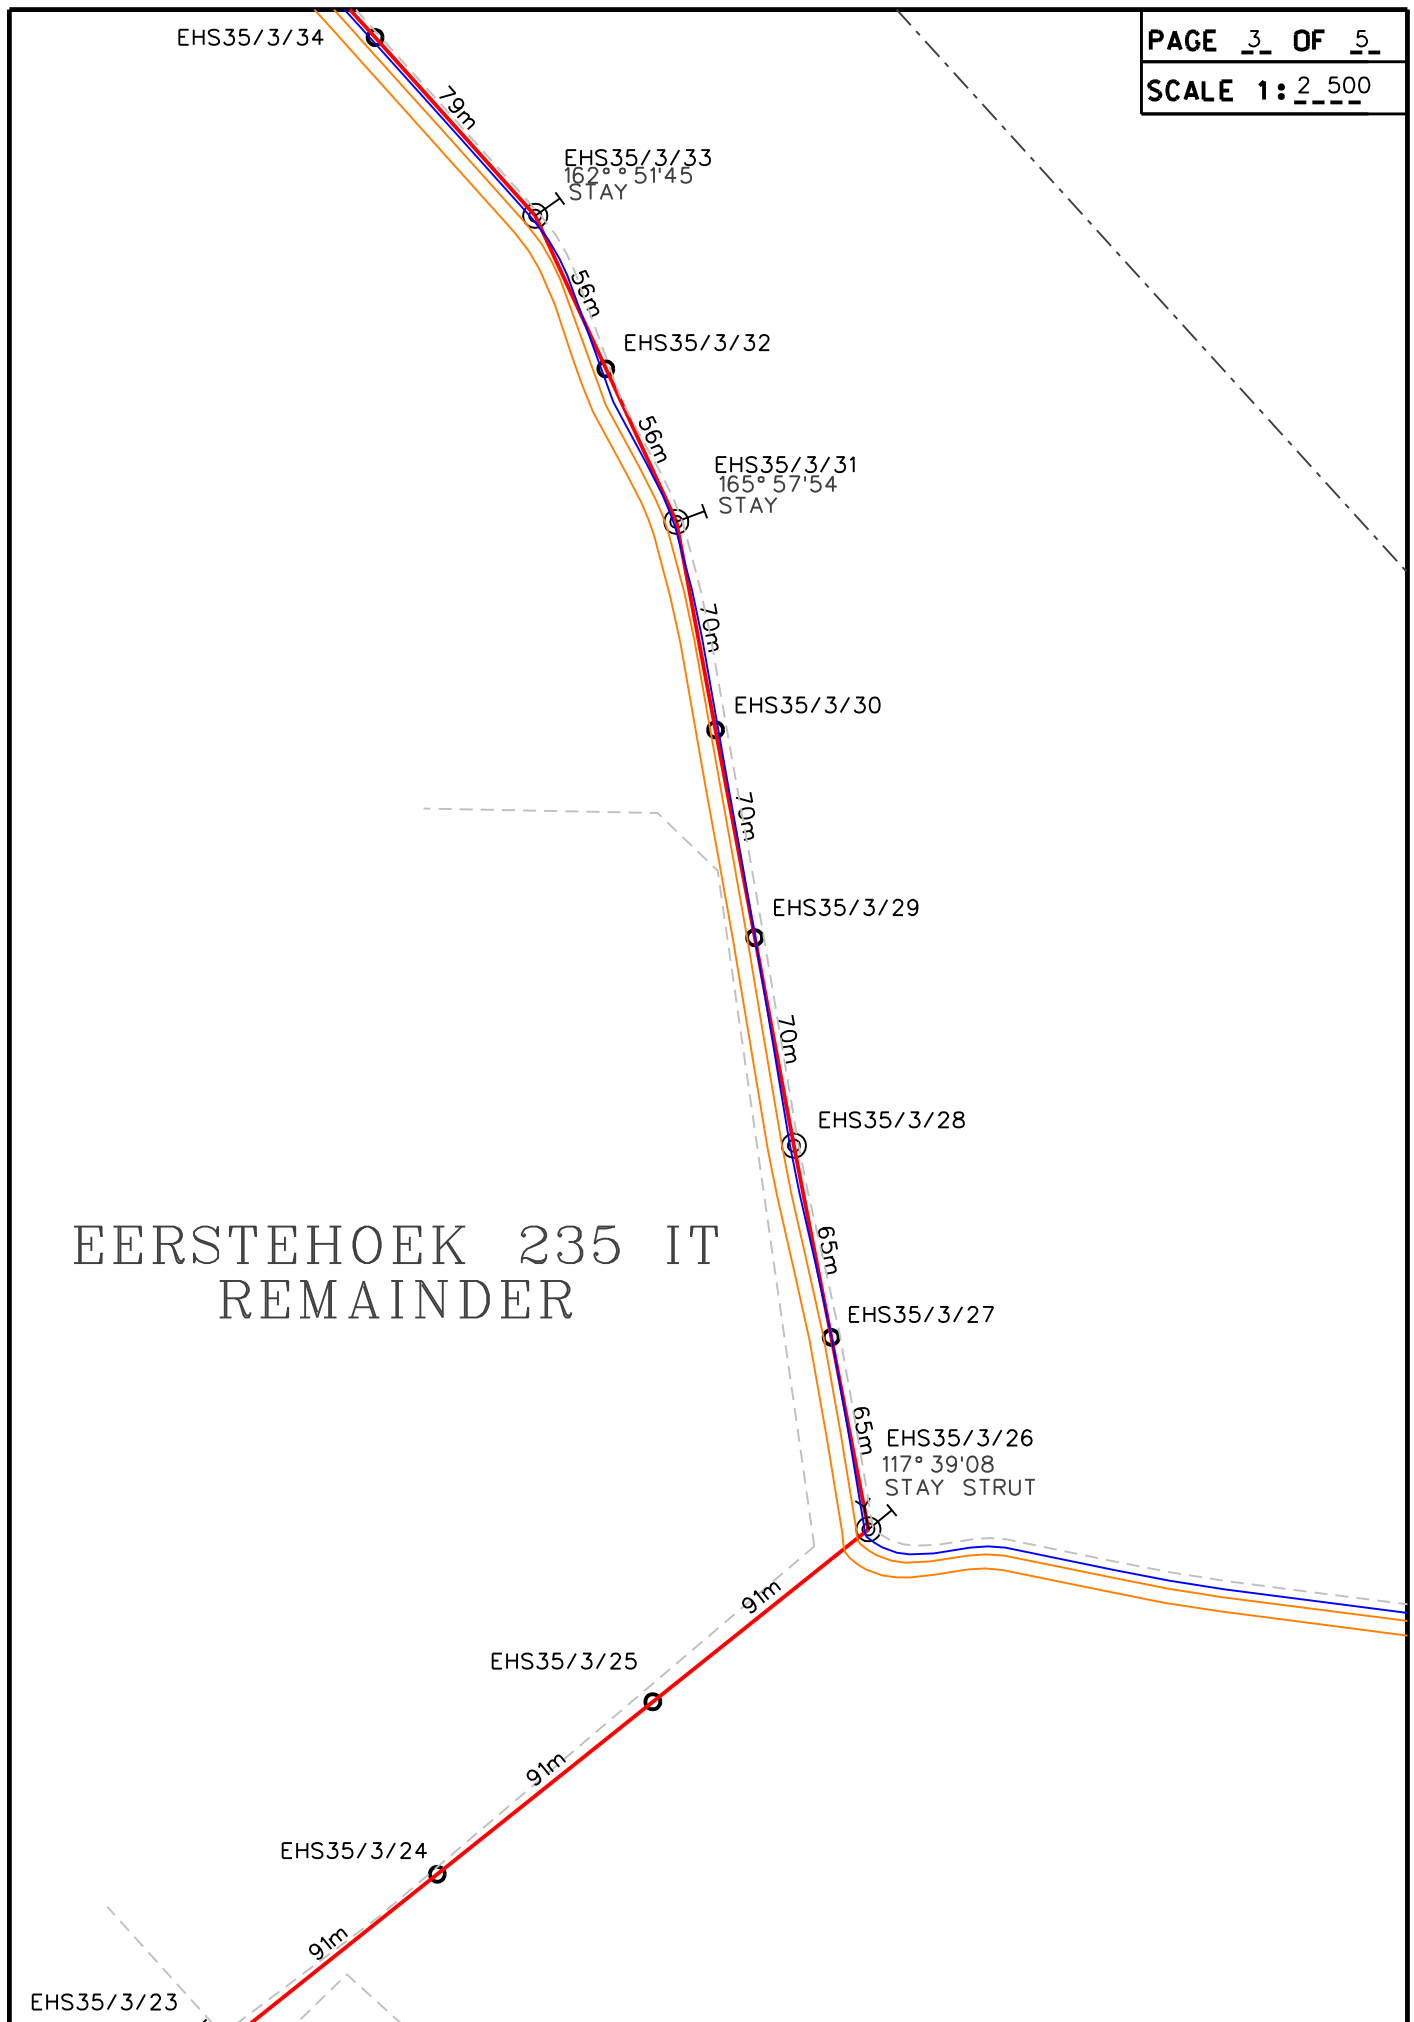 PAGE 3 OF 5
SCALE 1: 2 500
EHS35/3/34
79m
EHS35/3/33
162°°51'45
STAY
56m
EHS35/3/32
56m
EHS35/3/31
165°57'54
STAY
70m
EHS35/3/30
70m
EHS35/3/29
70m
EHS35/3/28
EERSTEHOEK 235 IT
REMAINDER
65m
EHS35/3/27
65m
EHS35/3/26
117°39'08
STAY STRUT
91m
EHS35/3/25
91m
EHS35/3/24
91m
EHS35/3/23